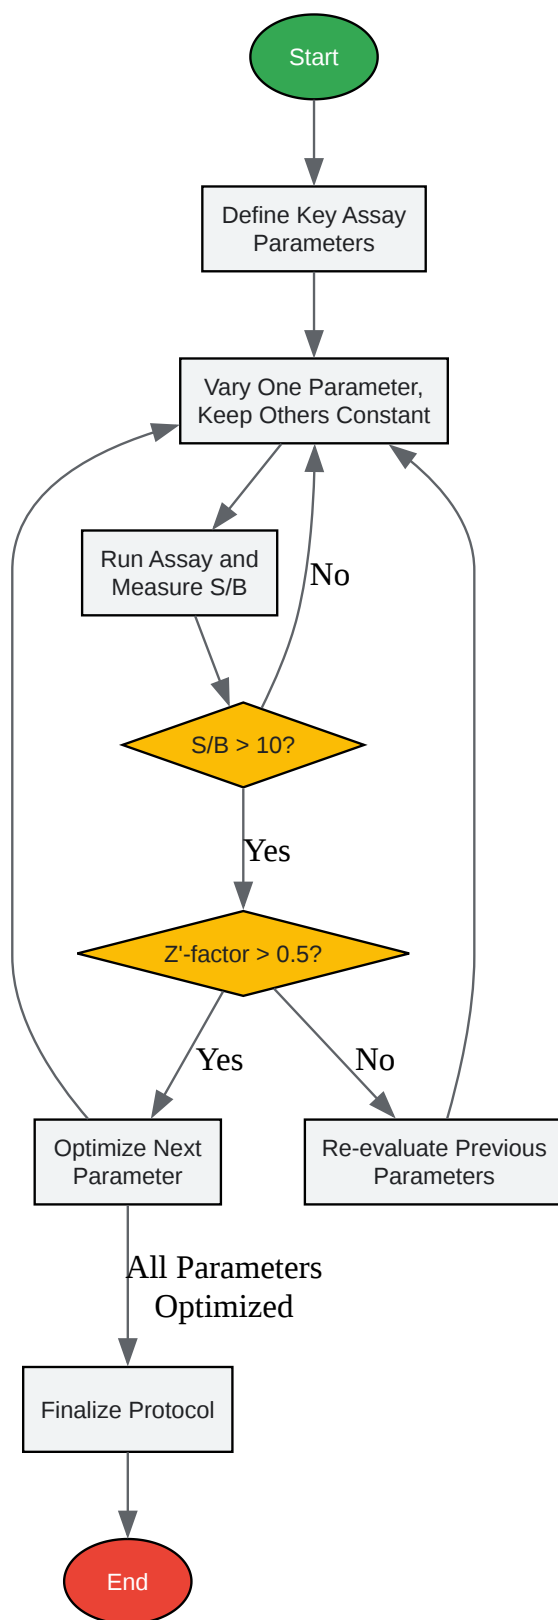 Start
Define Key Assay
Parameters
Vary One Parameter,
Keep Others Constant
Run Assay and
Measure S/B
No
S/B > 10?
Yes
Z'-factor > 0.5?
Yes
No
Optimize Next
Parameter
Re-evaluate Previous
Parameters
All Parameters
Optimized
Finalize Protocol
End